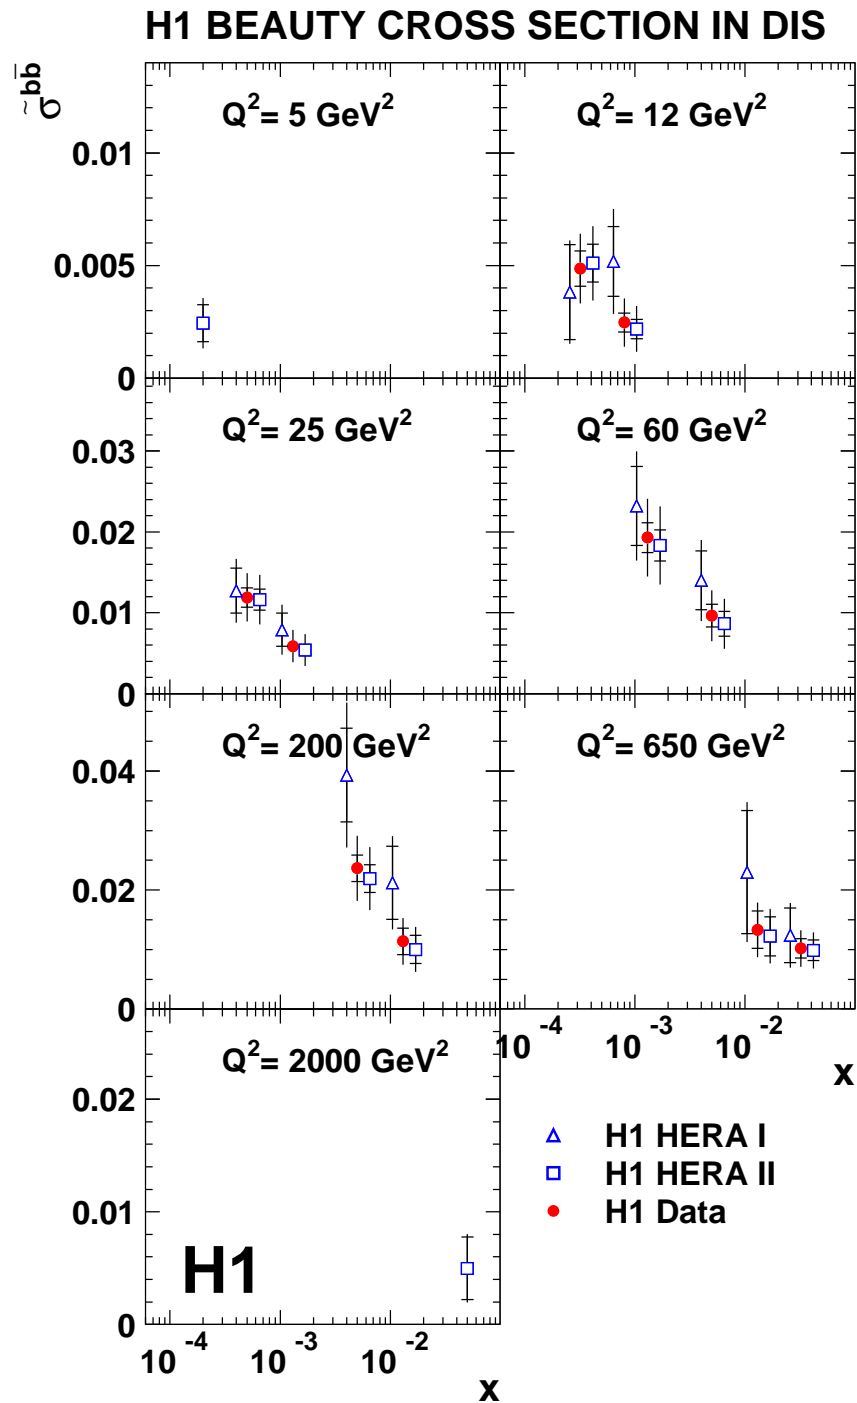 H1 BEAUTY CROSS SECTION IN DIS
σ̃^bb̄
Q²= 5 GeV²
Q²= 12 GeV²
0.01
0.005
0
Q²= 25 GeV²
Q²= 60 GeV²
0.03
0.02
0.01
0
Q²= 200 GeV²
Q²= 650 GeV²
0.04
0.02
0
10⁻⁴ 10⁻³ 10⁻²
x
Q²= 2000 GeV²
0.02
0.01
0
H1
10⁻⁴ 10⁻³ 10⁻²
x
H1 HERA I
H1 HERA II
H1 Data